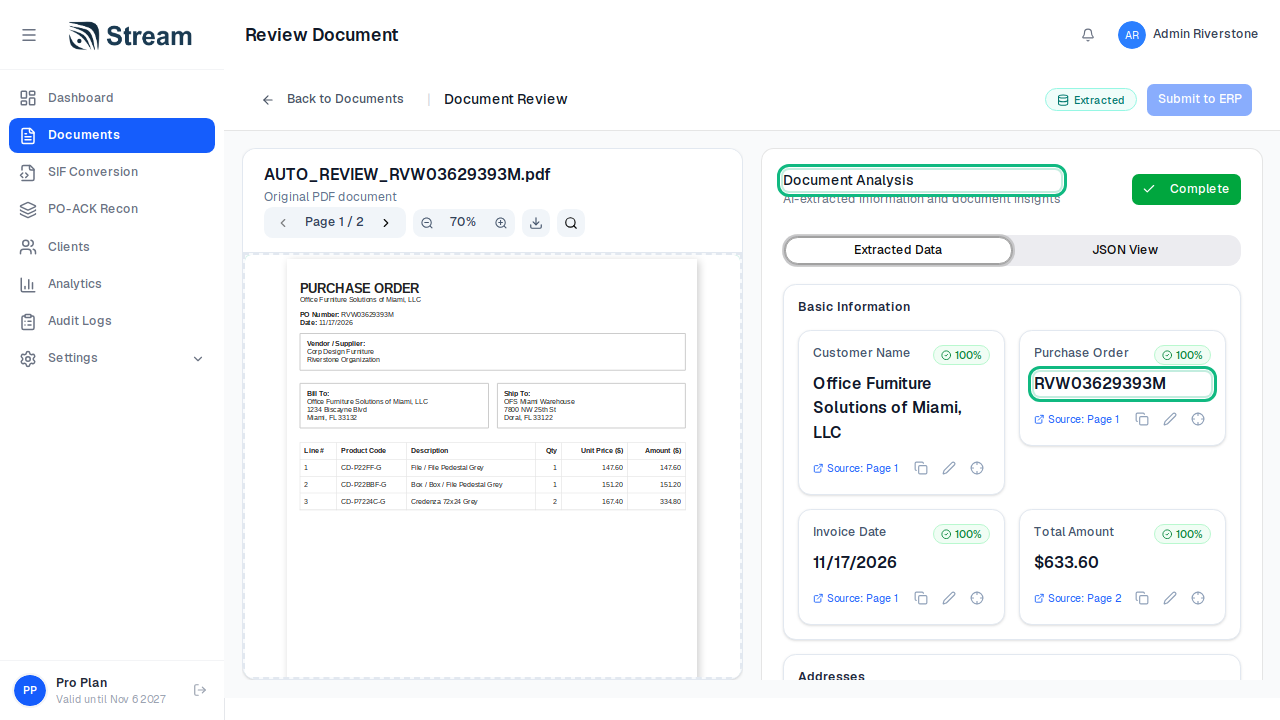 Stream
Review Document
AR
Admin Riverstone
Dashboard
Documents
SIF Conversion
PO-ACK Recon
Clients
Analytics
Audit Logs
Settings
PP
Pro Plan
Valid until Nov 6 2027
Back to Documents
Document Review
Extracted
Submit to ERP
AUTO_REVIEW_RVW03629393M.pdf
Original PDF document
Page 1 / 2
70%
PURCHASE ORDER
Office Furniture Solutions of Miami, LLC
PO Number: RVW03629393M
Date: 11/17/2026
Vendor / Supplier:
Corp Design Furniture
Riverstone Organization
Bill To:
Office Furniture Solutions of Miami, LLC
1234 Biscayne Blvd
Miami, FL 33132
Ship To:
OFS Miami Warehouse
7800 NW 25th St
Doral, FL 33122
Line # Product Code Description Qty Unit Price ($) Amount ($)
1 CD-P22FF-G File / File Pedestal Grey 1 147.60 147.60
2 CD-P22BBF-G Box / Box / File Pedestal Grey 1 151.20 151.20
3 CD-P7224C-G Credenza 72x24 Grey 2 167.40 334.80
Document Analysis
AI-extracted information and document insights
Complete
Extracted Data
JSON View
Basic Information
Customer Name
100%
Office Furniture
Solutions of Miami,
LLC
Source: Page 1
Purchase Order
100%
RVW03629393M
Source: Page 1
Invoice Date
100%
11/17/2026
Source: Page 1
Total Amount
100%
$633.60
Source: Page 2
Addresses